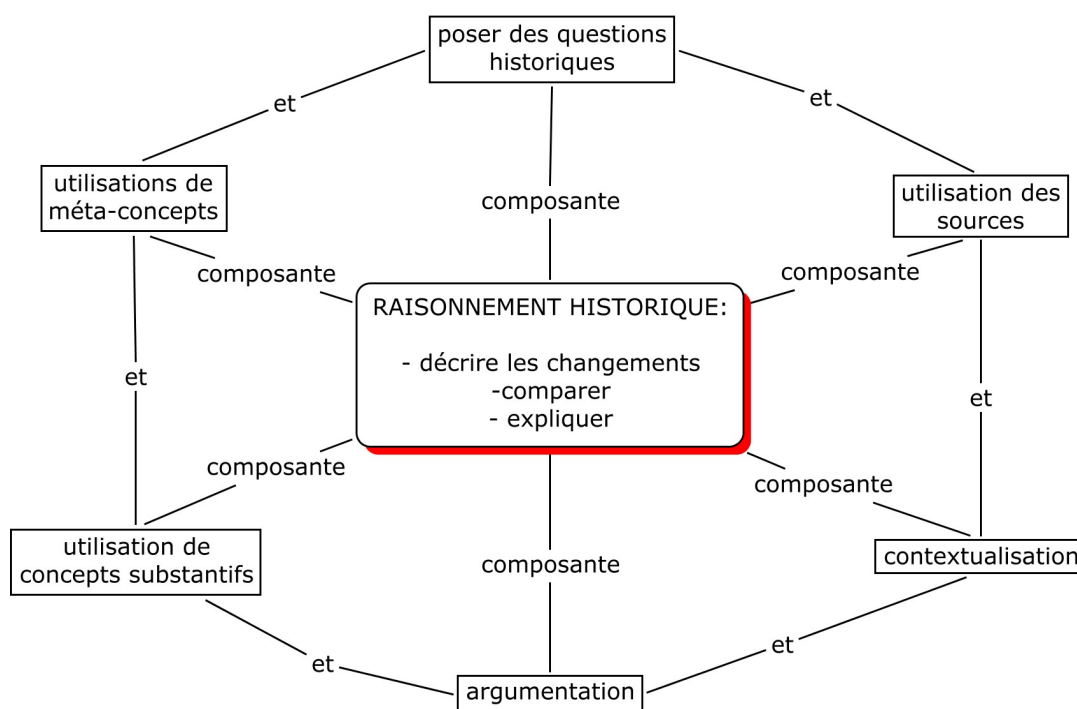 poser des questions
historiques
et
et
utilisations de
méta-concepts
composante
utilisation des
sources
composante
composante
RAISONNEMENT HISTORIQUE:
- décrire les changements
-comparer
- expliquer
et
et
composante
composante
utilisation de
concepts substantifs
composante
contextualisation
et
et
argumentation